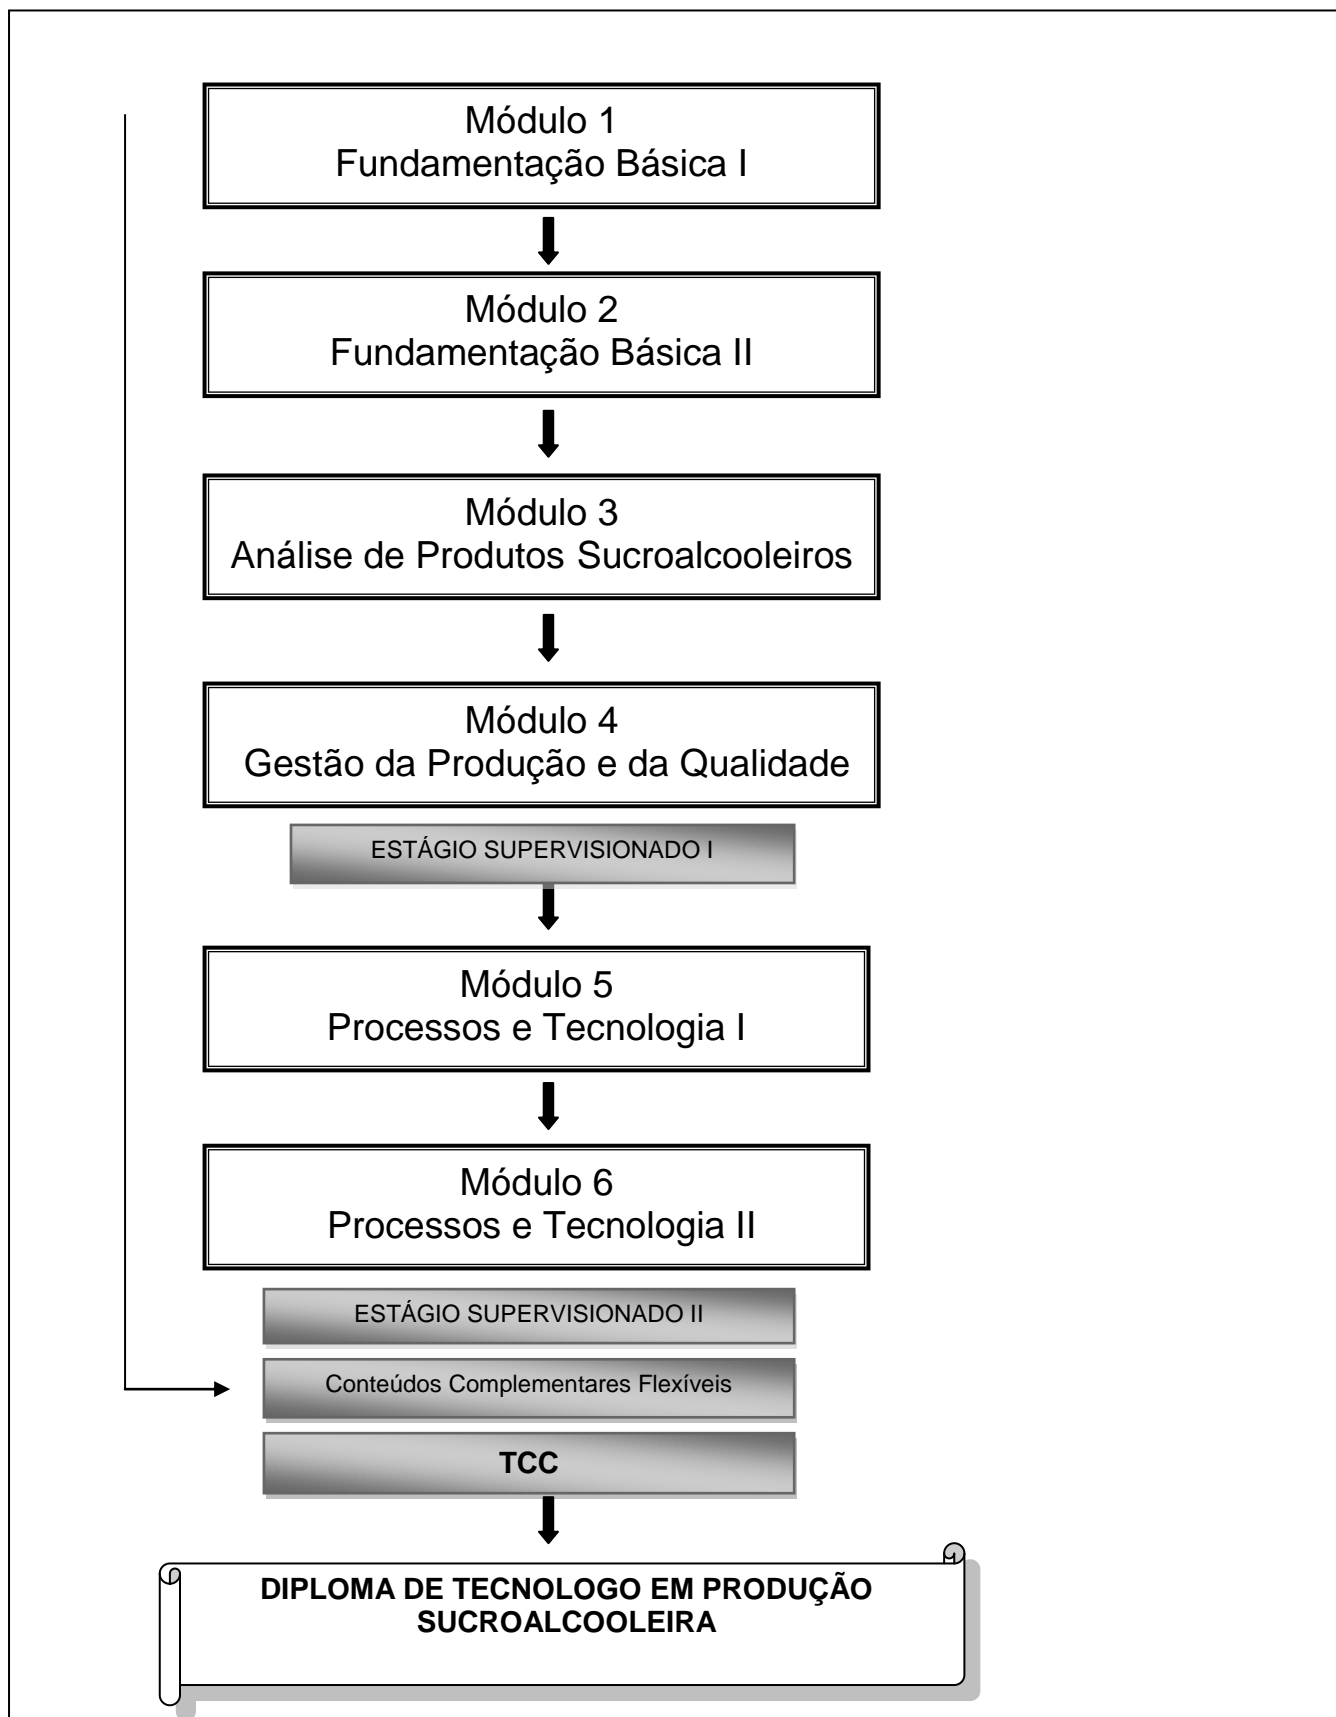 Módulo 1
Fundamentação Básica I
Módulo 2
Fundamentação Básica II
Módulo 3
Análise de Produtos Sucroalcooleiros
Módulo 4
Gestão da Produção e da Qualidade
ESTÁGIO SUPERVISIONADO I
Módulo 5
Processos e Tecnologia I
Módulo 6
Processos e Tecnologia II
ESTÁGIO SUPERVISIONADO II
Conteúdos Complementares Flexíveis
TCC
DIPLOMA DE TECNOLOGO EM PRODUÇÃO
SUCROALCOOLEIRA